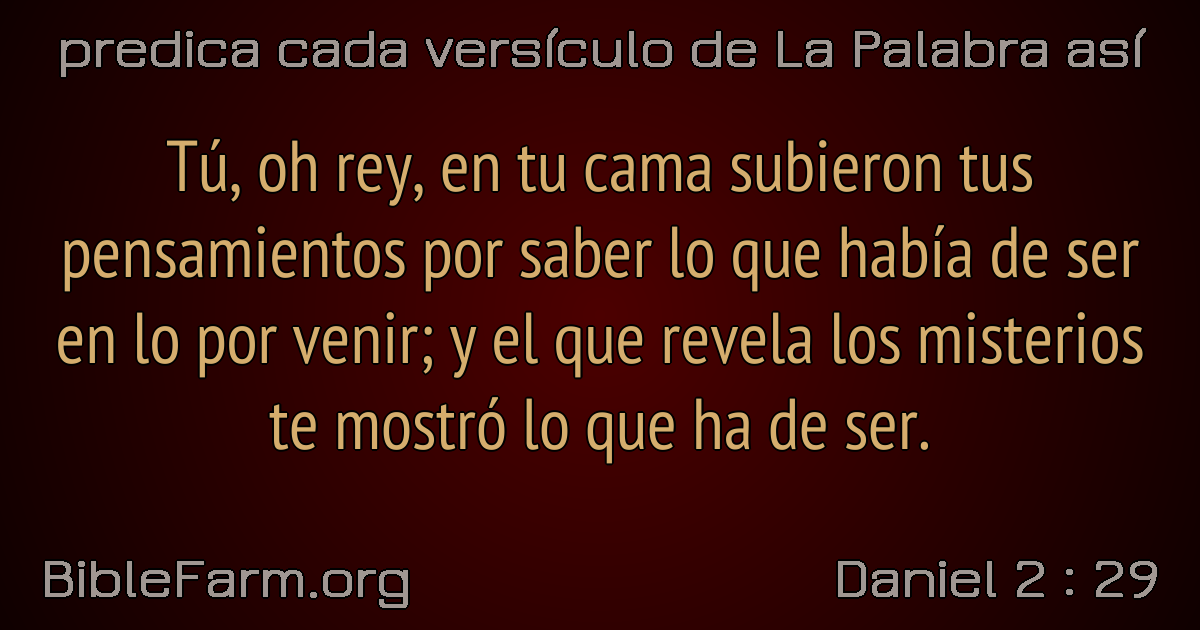 predica cada versículo de La Palabra así
Tú, oh rey, en tu cama subieron tus
pensamientos por saber lo que había de ser
en lo por venir; y el que revela los misterios
te mostró lo que ha de ser.
BibleFarm.org
Daniel 2 : 29